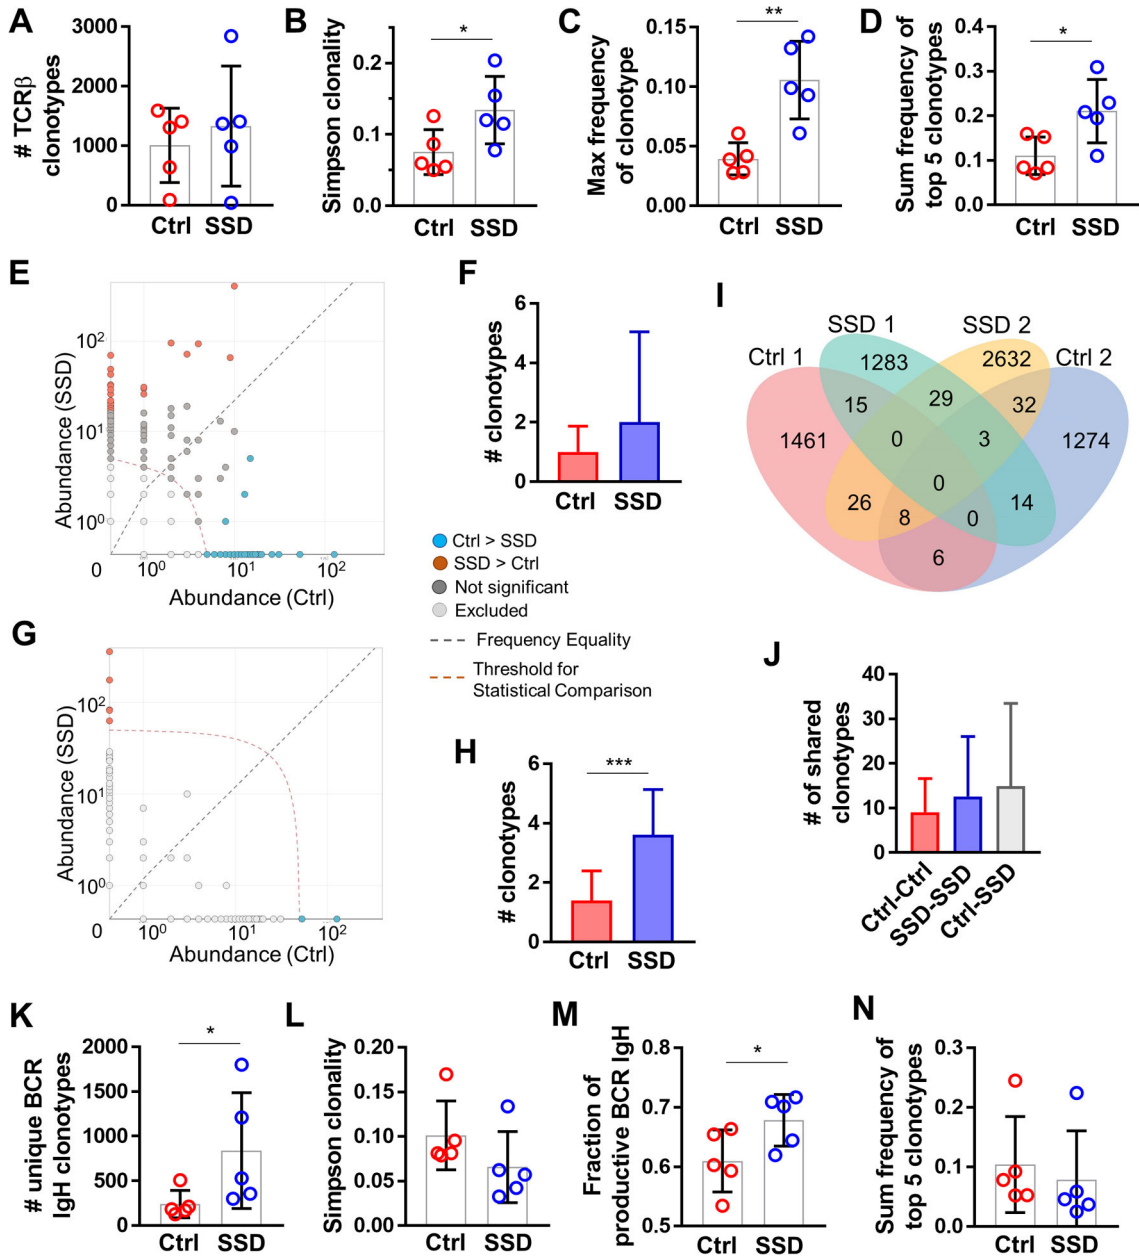 A
# TCRβ
clonotypes
3000
2000
1000
0
Ctrl SSD
B
Simpson clonality
*
0.2
0.1
0.0
Ctrl SSD
C
Max frequency
of clonotype
**
0.15
0.10
0.05
0.00
Ctrl SSD
D
Sum frequency of
top 5 clonotypes
*
0.4
0.3
0.2
0.1
0.0
Ctrl SSD
E
Abundance (SSD)
10²
10¹
10⁰
0 10⁰ 10¹ 10²
Abundance (Ctrl)
F
# clonotypes
6
4
2
0
Ctrl SSD
Ctrl > SSD
SSD > Ctrl
Not significant
Excluded
Frequency Equality
Threshold for
Statistical Comparison
G
Abundance (SSD)
10²
10¹
10⁰
0 10⁰ 10¹ 10²
Abundance (Ctrl)
H
# clonotypes
***
6
4
2
0
Ctrl SSD
I
SSD 1 SSD 2
Ctrl 1 1283 2632 Ctrl 2
15 29 32
1461 0 3 1274
0
26 8 0 14
6
J
# of shared
clonotypes
40
30
20
10
0
Ctrl-Ctrl
SSD-SSD
Ctrl-SSD
K
# unique BCR
IgH clonotypes
*
2000
1500
1000
500
0
Ctrl SSD
L
Simpson clonality
0.20
0.15
0.10
0.05
0.00
Ctrl SSD
M
Fraction of
productive BCR IgH
*
0.8
0.7
0.6
0.5
Ctrl SSD
N
Sum frequency of
top 5 clonotypes
0.3
0.2
0.1
0.0
Ctrl SSD